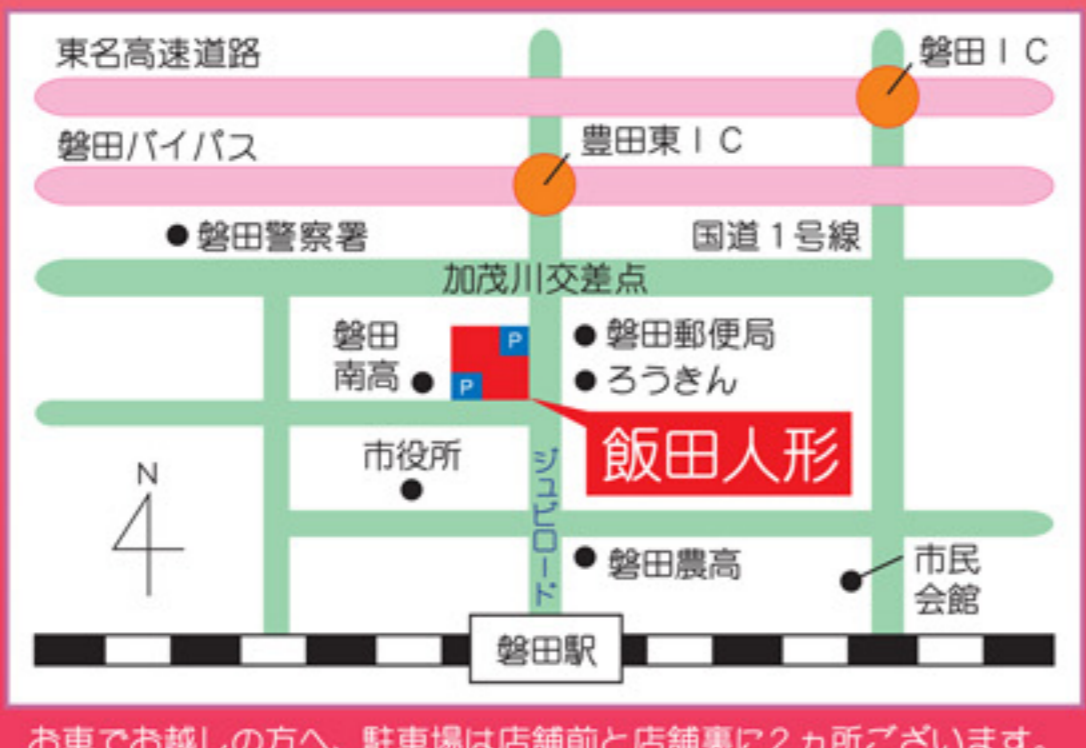 東名高速道路
磐田IC
磐田バイパス
豊田東IC
磐田警察署
国道1号線
加茂川交差点
磐田
南高
P
P
磐田郵便局
ろうきん
飯田人形
市役所
N
ジュビロード
磐田農高
市民
会館
磐田駅
お車でお越しの方へ、駐車場は店舗前と店舗裏に2ヵ所ございます。